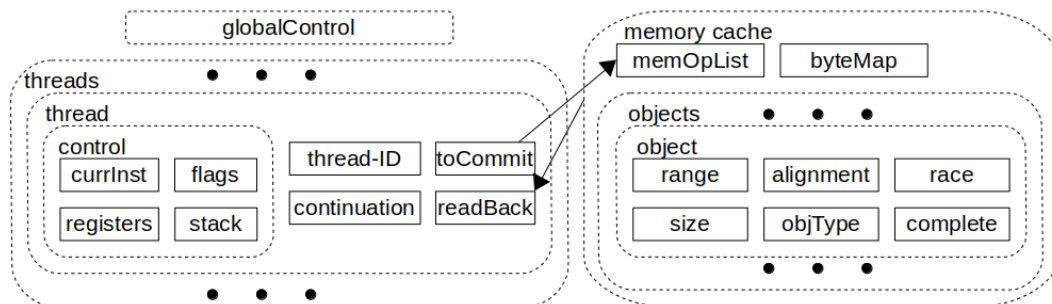 globalControl
threads
thread
control
currInst
flags
registers
stack
thread-ID
toCommit
continuation
readBack
memory cache
memOpList
byteMap
objects
object
range
alignment
race
size
objType
complete